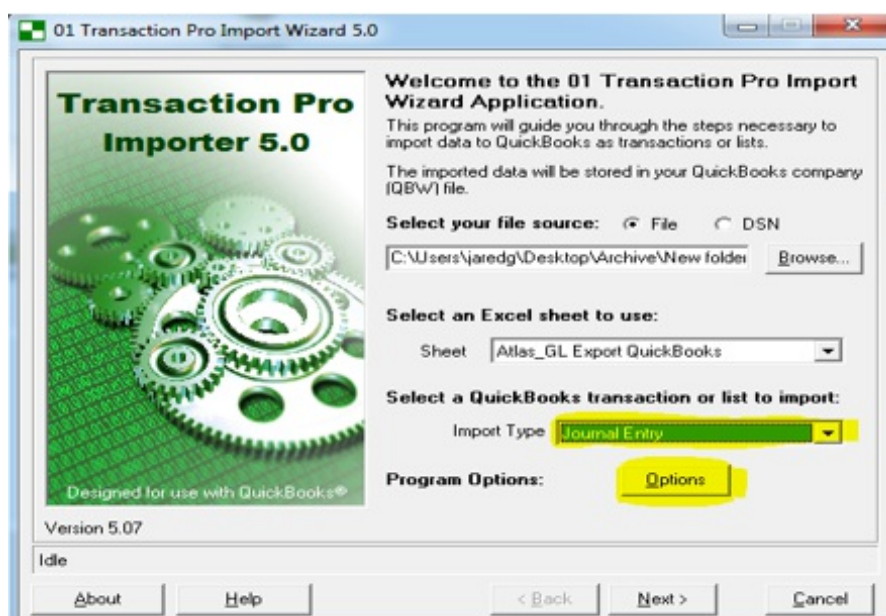 01 Transaction Pro Import Wizard 5.0
Transaction Pro
Importer 5.0
Designed for use with QuickBooks®
Version 5.07
Welcome to the 01 Transaction Pro Import
Wizard Application.
This program will guide you through the steps necessary to
import data to QuickBooks as transactions or lists.
The imported data will be stored in your QuickBooks company
(QBW) file.
Select your file source: File DSN
C:\Users\jaredg\Desktop\Archive\New folder Browse...
Select an Excel sheet to use:
Sheet Atlas_GL Export QuickBooks
Select a QuickBooks transaction or list to import:
Import Type Journal Entry
Program Options: Options
Idle
About Help < Back Next > Cancel